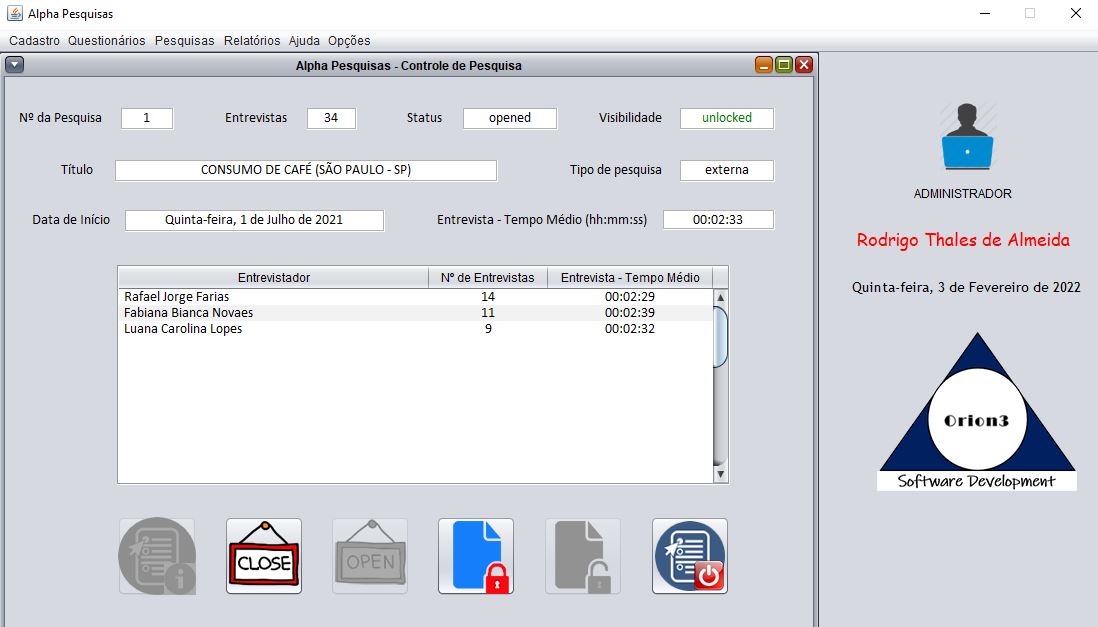 Alpha Pesquisas
Cadastro Questionários Pesquisas Relatórios Ajuda Opções
Alpha Pesquisas - Controle de Pesquisa
Nº da Pesquisa 1 Entrevistas 34 Status opened Visibilidade unlocked
Título CONSUMO DE CAFÉ (SÃO PAULO - SP) Tipo de pesquisa externa
Data de Início Quinta-feira, 1 de Julho de 2021 Entrevista - Tempo Médio (hh:mm:ss) 00:02:33
Entrevistador Nº de Entrevistas Entrevista - Tempo Médio
Rafael Jorge Farias 14 00:02:29
Fabiana Bianca Novaes 11 00:02:39
Luana Carolina Lopes 9 00:02:32
CLOSE OPEN
ADMINISTRADOR
Rodrigo Thales de Almeida
Quinta-feira, 3 de Fevereiro de 2022
Orion3
Software Development